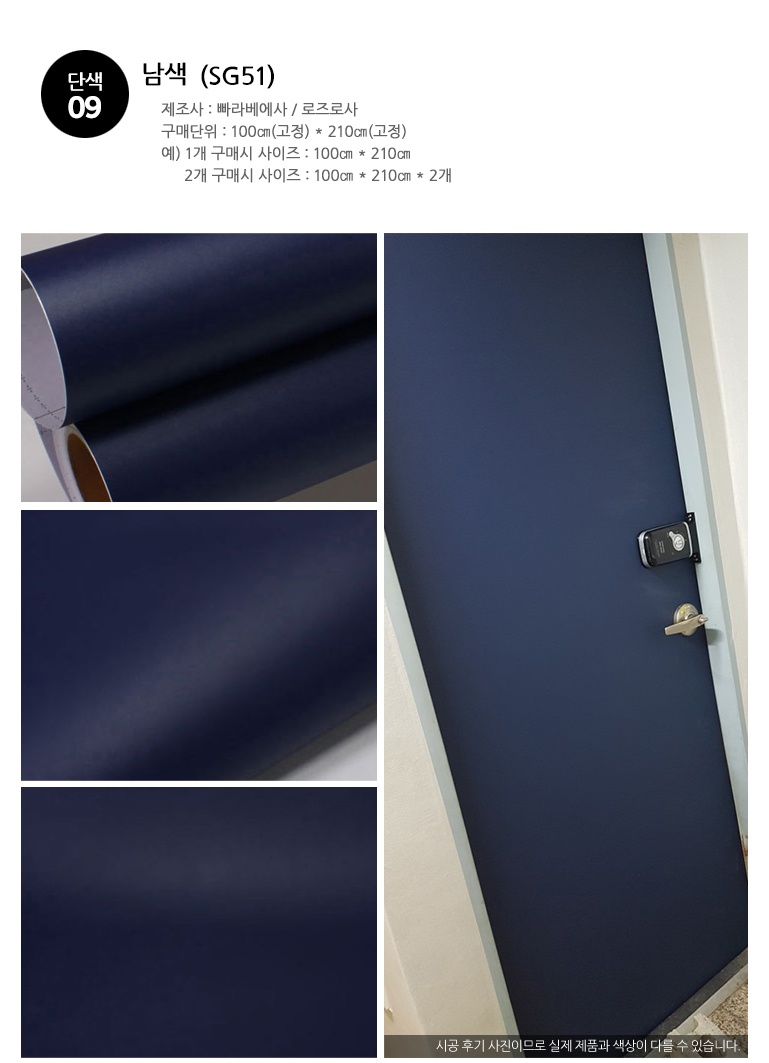 단색
09
남색 (SG51)
제조사 : 빠라베에사 / 로즈로사
구매단위 : 100㎝(고정) * 210㎝(고정)
예) 1개 구매시 사이즈 : 100㎝ * 210㎝
2개 구매시 사이즈 : 100㎝ * 210㎝ * 2개
시공 후기 사진이므로 실제 제품과 색상이 다를 수 있습니다.